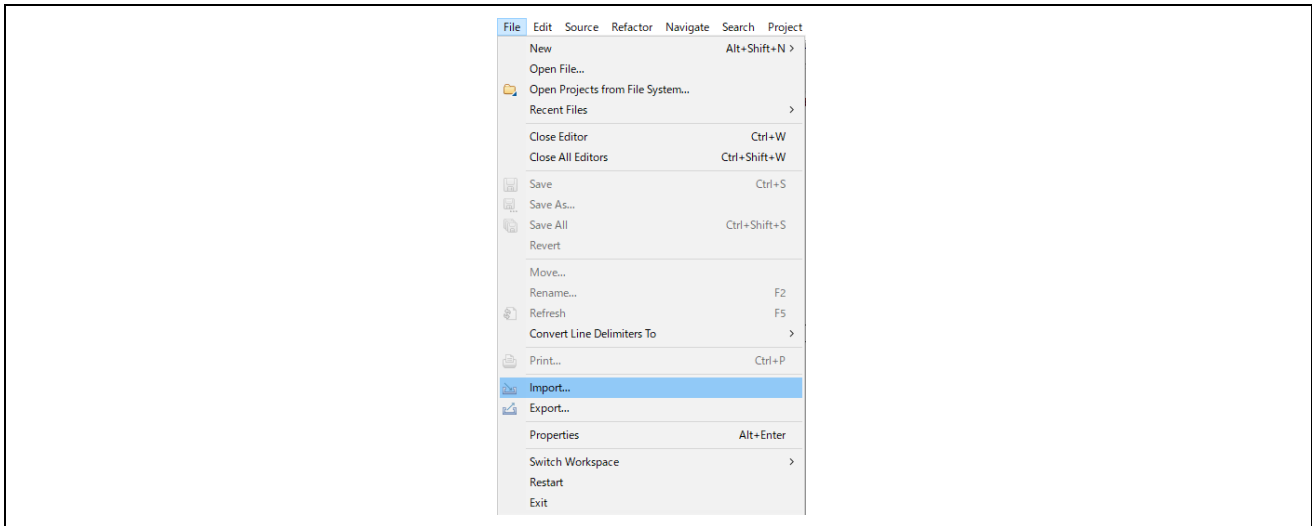 File Edit Source Refactor Navigate Search Project
New Alt+Shift+N >
Open File...
Open Projects from File System...
Recent Files >
Close Editor Ctrl+W
Close All Editors Ctrl+Shift+W
Save Ctrl+S
Save As...
Save All Ctrl+Shift+S
Revert
Move...
Rename... F2
Refresh F5
Convert Line Delimiters To >
Print... Ctrl+P
Import...
Export...
Properties Alt+Enter
Switch Workspace >
Restart
Exit